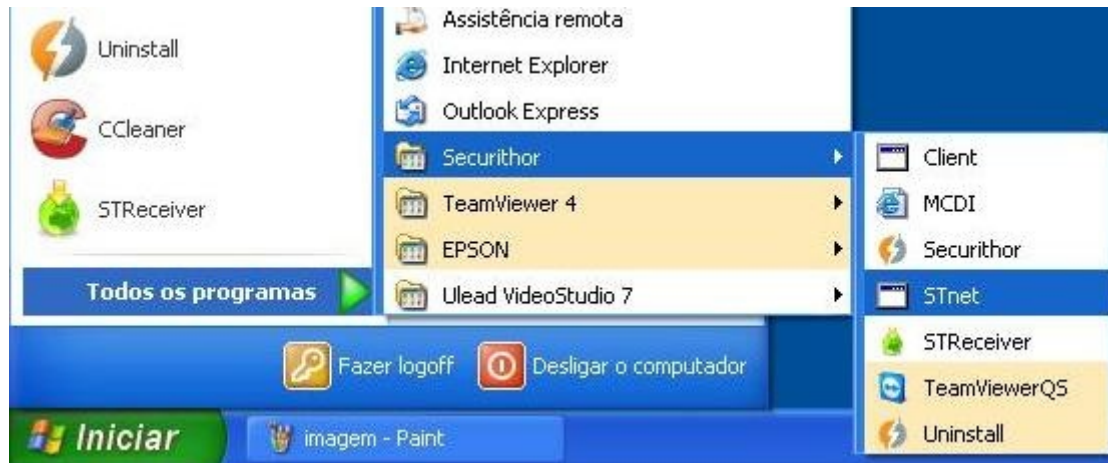 Uninstall
CCleaner
STReceiver
Todos os programas
Assistência remota
Internet Explorer
Outlook Express
Securithor
TeamViewer 4
EPSON
Ulead VideoStudio 7
Client
MCDI
Securithor
STnet
STReceiver
TeamViewerQS
Uninstall
Fazer logoff
Desligar o computador
Iniciar
imagem - Paint